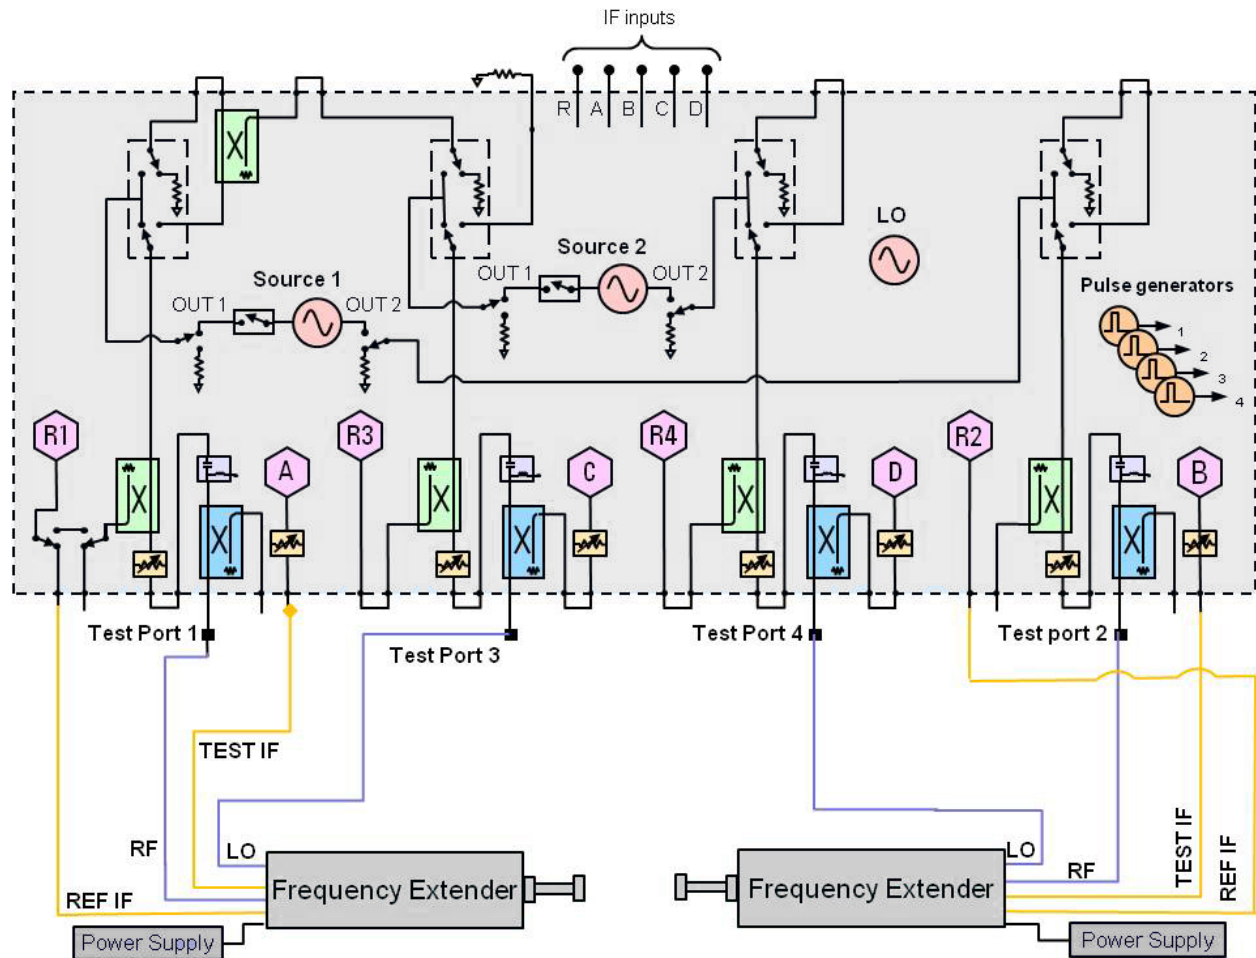 IF inputs
R A B C D
LO
Source 2
OUT 1 OUT 2
Source 1
OUT 1 OUT 2
Pulse generators
1
2
3
4
R1 A R3 C R4 D R2 B
Test Port 1 Test Port 3 Test Port 4 Test port 2
TEST IF
RF
LO
REF IF
Frequency Extender
Power Supply
LO
RF
TEST IF
REF IF
Frequency Extender
Power Supply